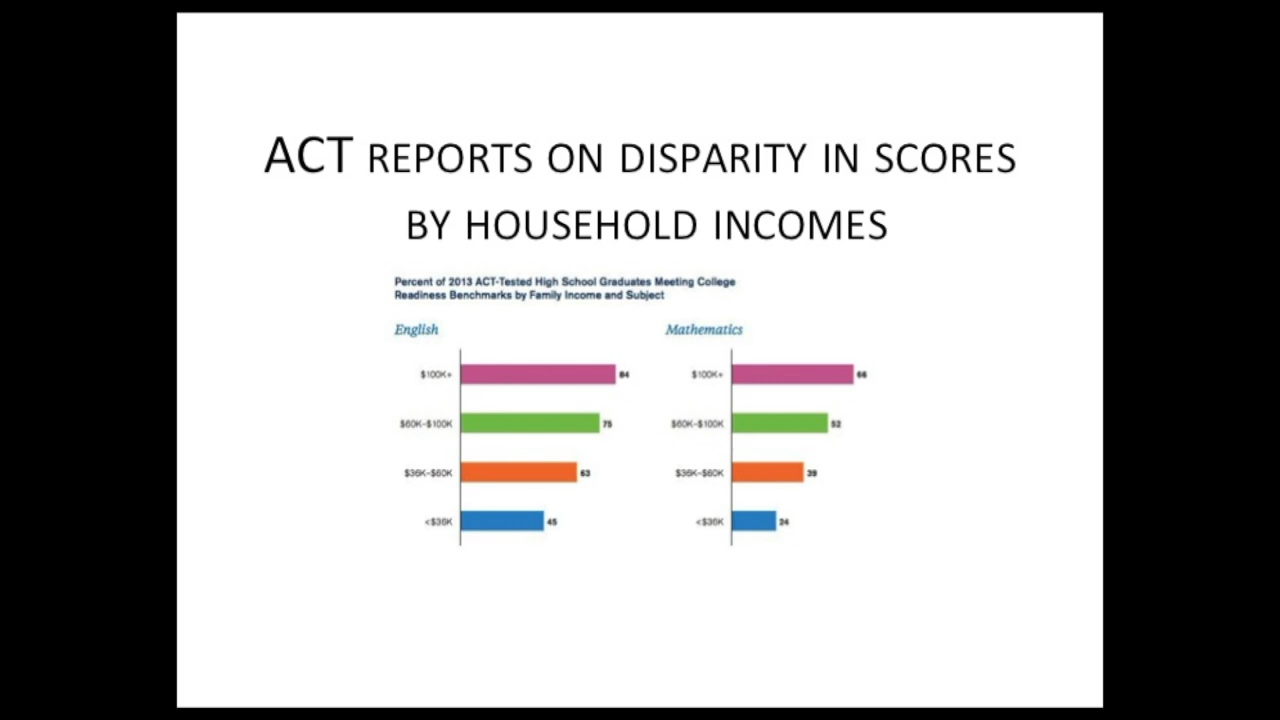 ACT REPORTS ON DISPARITY IN SCORES
BY HOUSEHOLD INCOMES
Percent of 2013 ACT-Tested High School Graduates Meeting College
Readiness Benchmarks by Family Income and Subject
English
$100K+ 84
$60K–$100K 75
$36K–$60K 63
<$36K 45
Mathematics
$100K+ 66
$60K–$100K 52
$36K–$60K 39
<$36K 24